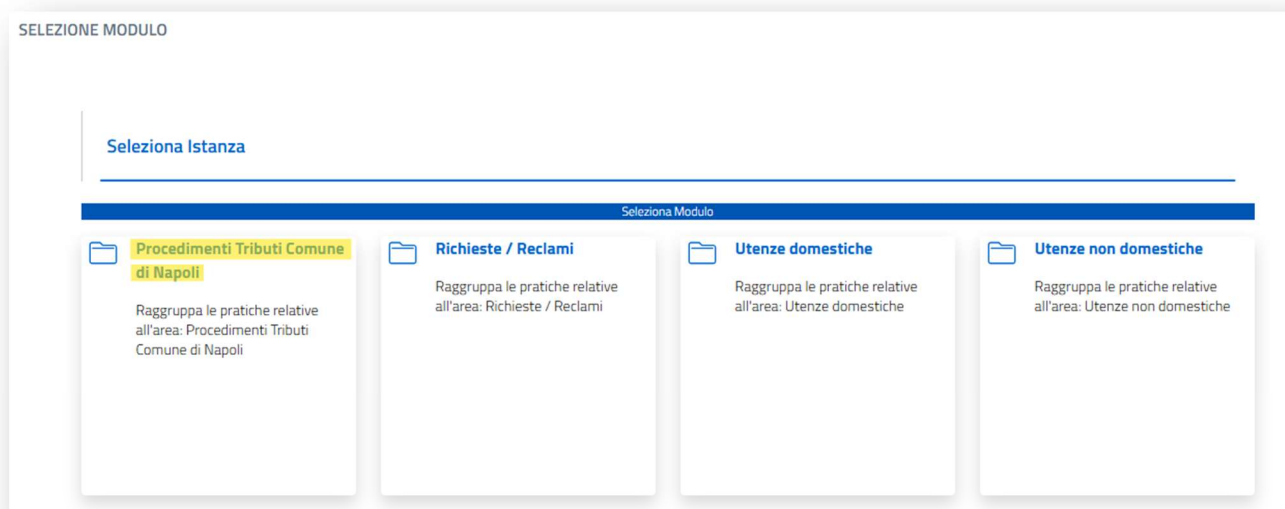 SELEZIONE MODULO
Seleziona Istanza
Seleziona Modulo
Procedimenti Tributi Comune
di Napoli
Raggruppa le pratiche relative
all'area: Procedimenti Tributi
Comune di Napoli
Richieste / Reclami
Raggruppa le pratiche relative
all'area: Richieste / Reclami
Utenze domestiche
Raggruppa le pratiche relative
all'area: Utenze domestiche
Utenze non domestiche
Raggruppa le pratiche relative
all'area: Utenze non domestiche